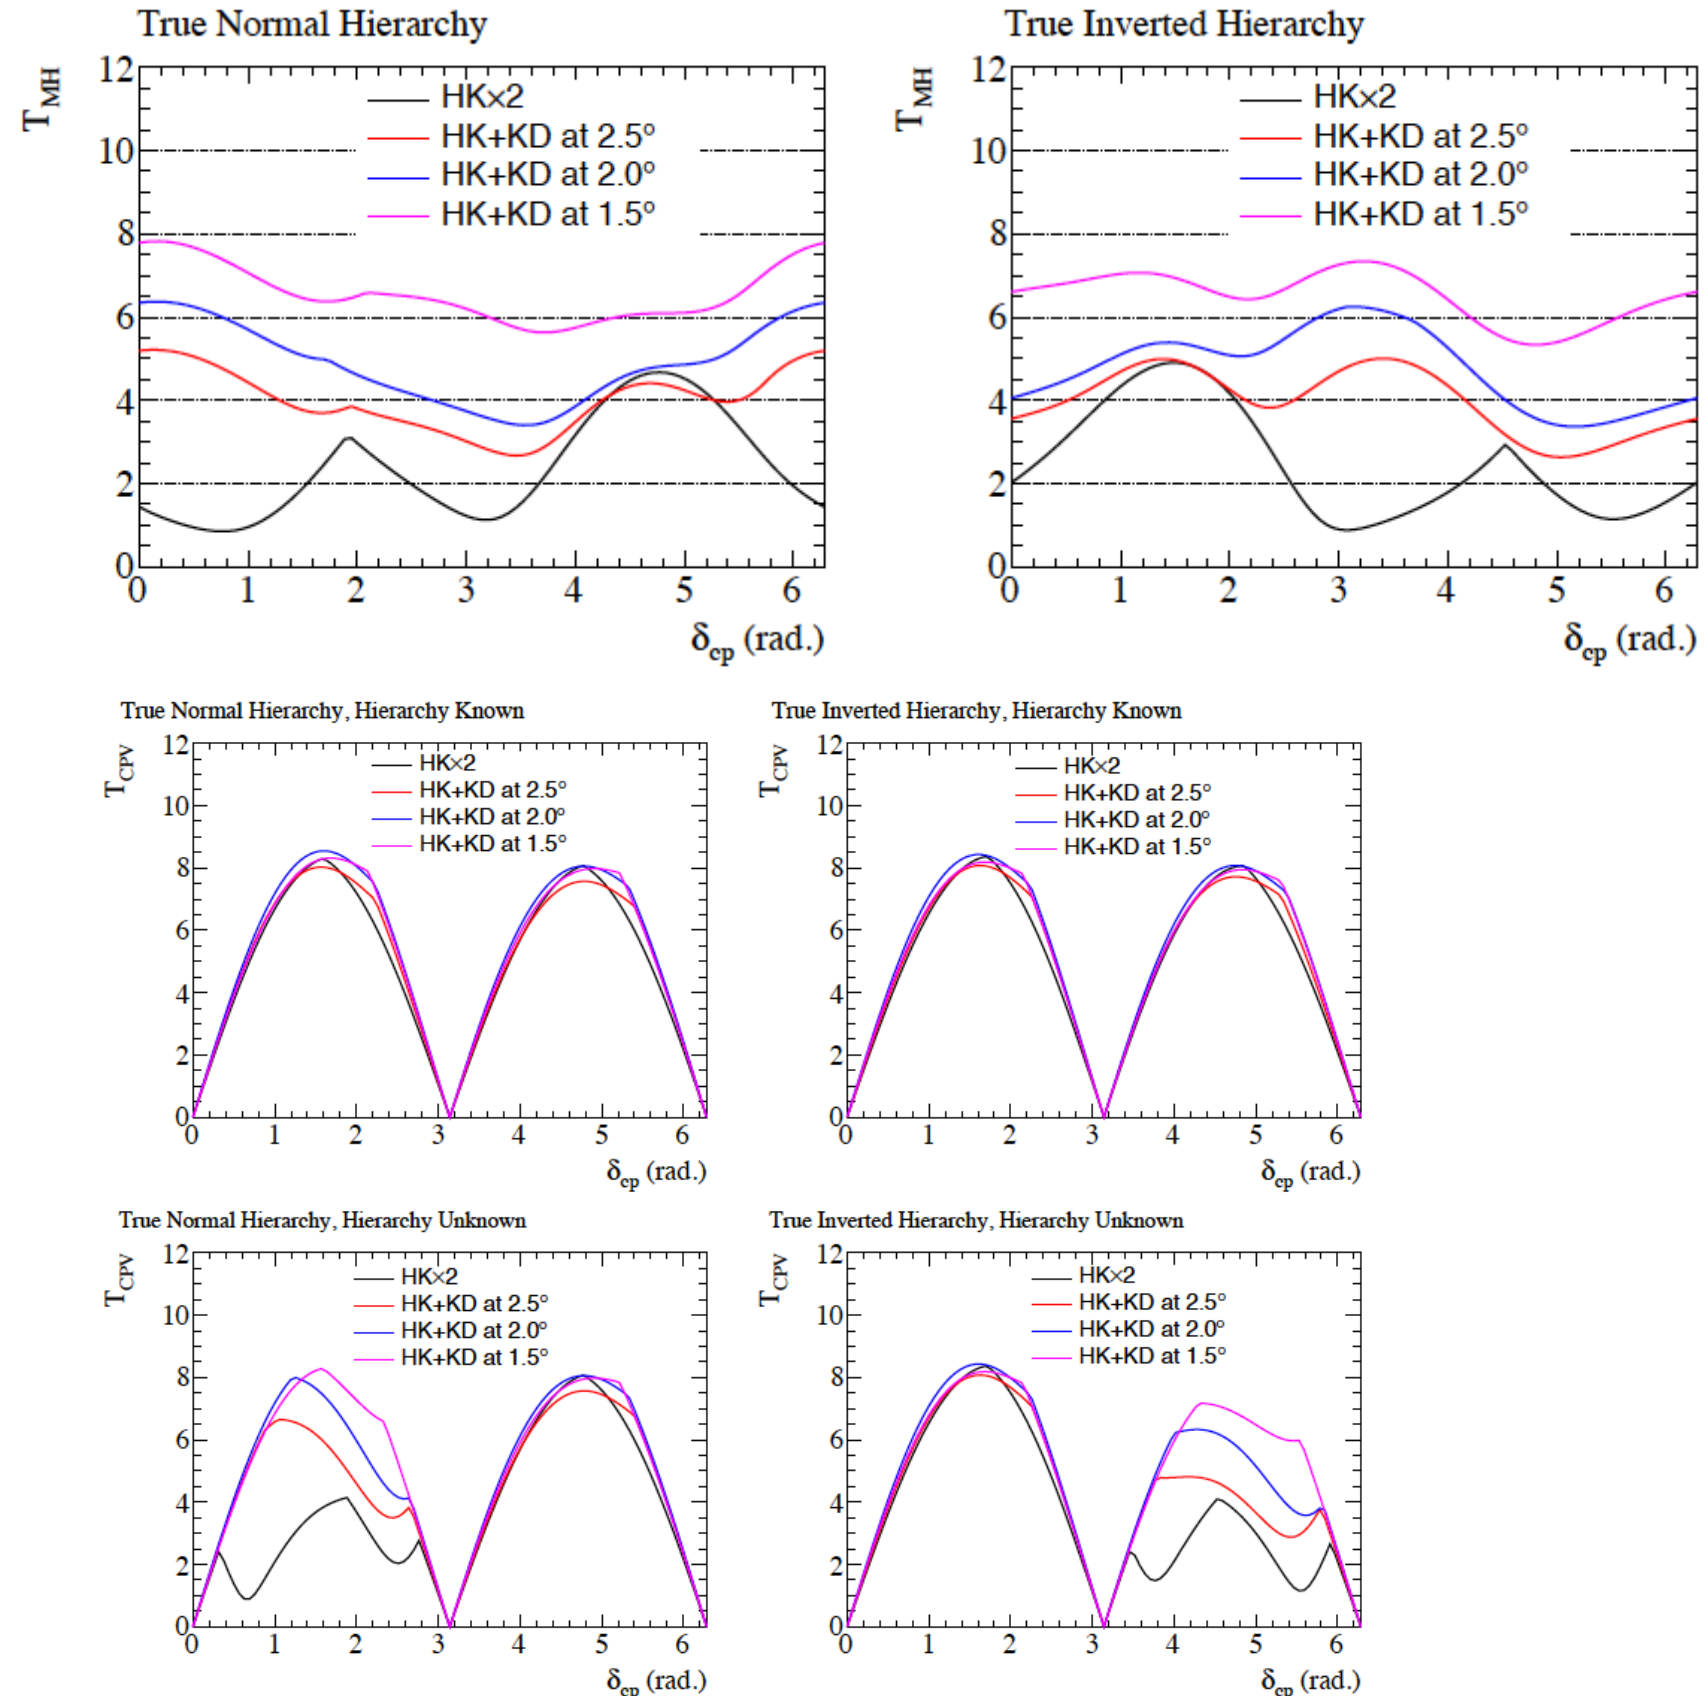 True Normal Hierarchy
T_MH
12
10
8
6
4
2
0
HK×2
HK+KD at 2.5°
HK+KD at 2.0°
HK+KD at 1.5°
0 1 2 3 4 5 6
δ_cp (rad.)
True Inverted Hierarchy
T_MH
12
10
8
6
4
2
0
HK×2
HK+KD at 2.5°
HK+KD at 2.0°
HK+KD at 1.5°
0 1 2 3 4 5 6
δ_cp (rad.)
True Normal Hierarchy, Hierarchy Known
T_CPV
12
10
8
6
4
2
0
HK×2
HK+KD at 2.5°
HK+KD at 2.0°
HK+KD at 1.5°
0 1 2 3 4 5 6
δ_cp (rad.)
True Inverted Hierarchy, Hierarchy Known
T_CPV
12
10
8
6
4
2
0
HK×2
HK+KD at 2.5°
HK+KD at 2.0°
HK+KD at 1.5°
0 1 2 3 4 5 6
δ_cp (rad.)
True Normal Hierarchy, Hierarchy Unknown
T_CPV
12
10
8
6
4
2
0
HK×2
HK+KD at 2.5°
HK+KD at 2.0°
HK+KD at 1.5°
0 1 2 3 4 5 6
δ_cp (rad.)
True Inverted Hierarchy, Hierarchy Unknown
T_CPV
12
10
8
6
4
2
0
HK×2
HK+KD at 2.5°
HK+KD at 2.0°
HK+KD at 1.5°
0 1 2 3 4 5 6
δ_cp (rad.)